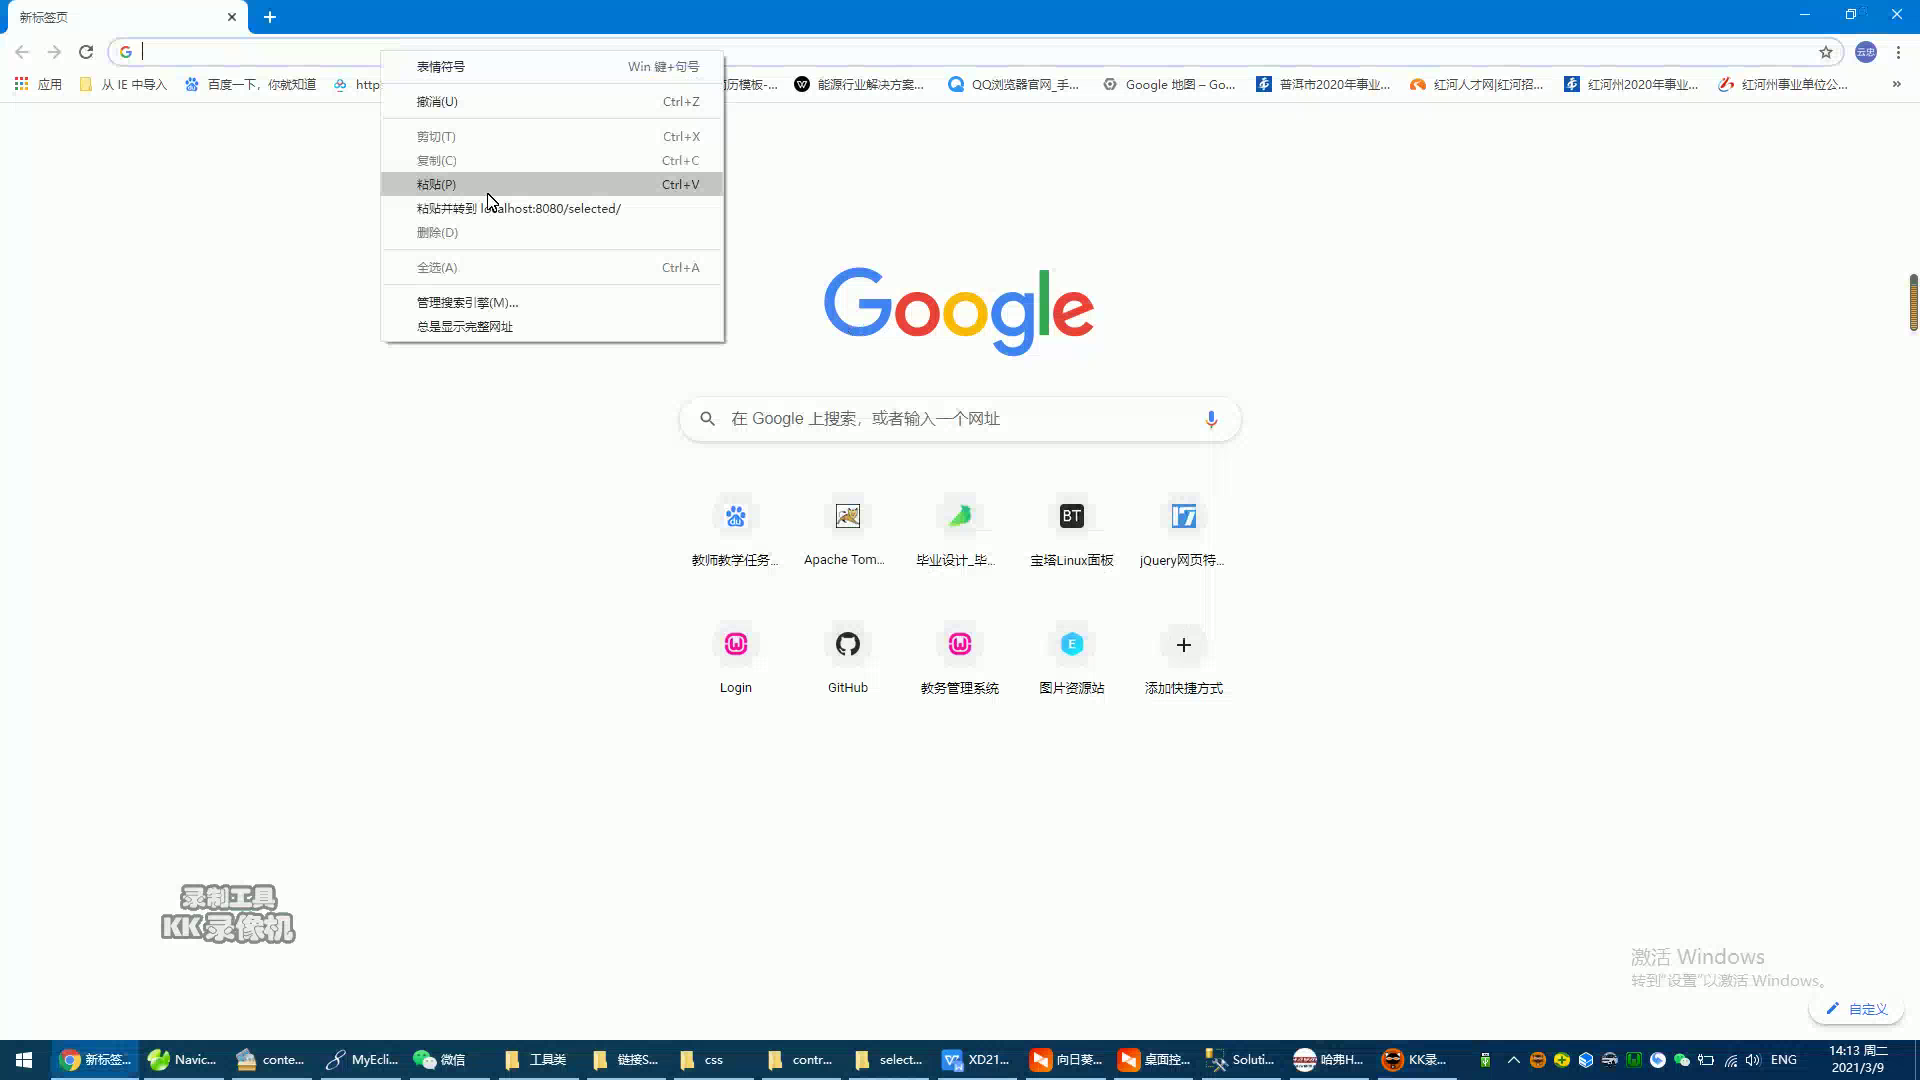 新标签页
应用
从 IE 中导入
百度一下，你就知道
http
历模板-...
能源行业解决方案...
QQ浏览器官网_手...
Google 地图 – Go...
普洱市2020年事业...
红河人才网|红河招...
红河州2020年事业...
红河州事业单位公...
»
云忠
表情符号 Win 键+句号
撤消(U) Ctrl+Z
剪切(T) Ctrl+X
复制(C) Ctrl+C
粘贴(P) Ctrl+V
粘贴并转到 localhost:8080/selected/
删除(D)
全选(A) Ctrl+A
管理搜索引擎(M)...
总是显示完整网址
Google
在 Google 上搜索，或者输入一个网址
教师教学任务...
Apache Tom...
毕业设计_毕...
BT
宝塔Linux面板
jQuery网页特...
Login
GitHub
教务管理系统
E
图片资源站
添加快捷方式
录制工具
KK录像机
激活 Windows
转到"设置"以激活 Windows。
自定义
新标签...
Navic...
conte...
MyEcli...
微信
工具类
链接S...
css
contr...
select...
XD21...
向日葵...
桌面控...
Soluti...
哈弗H...
KK录...
ENG
14:13 周二
2021/3/9